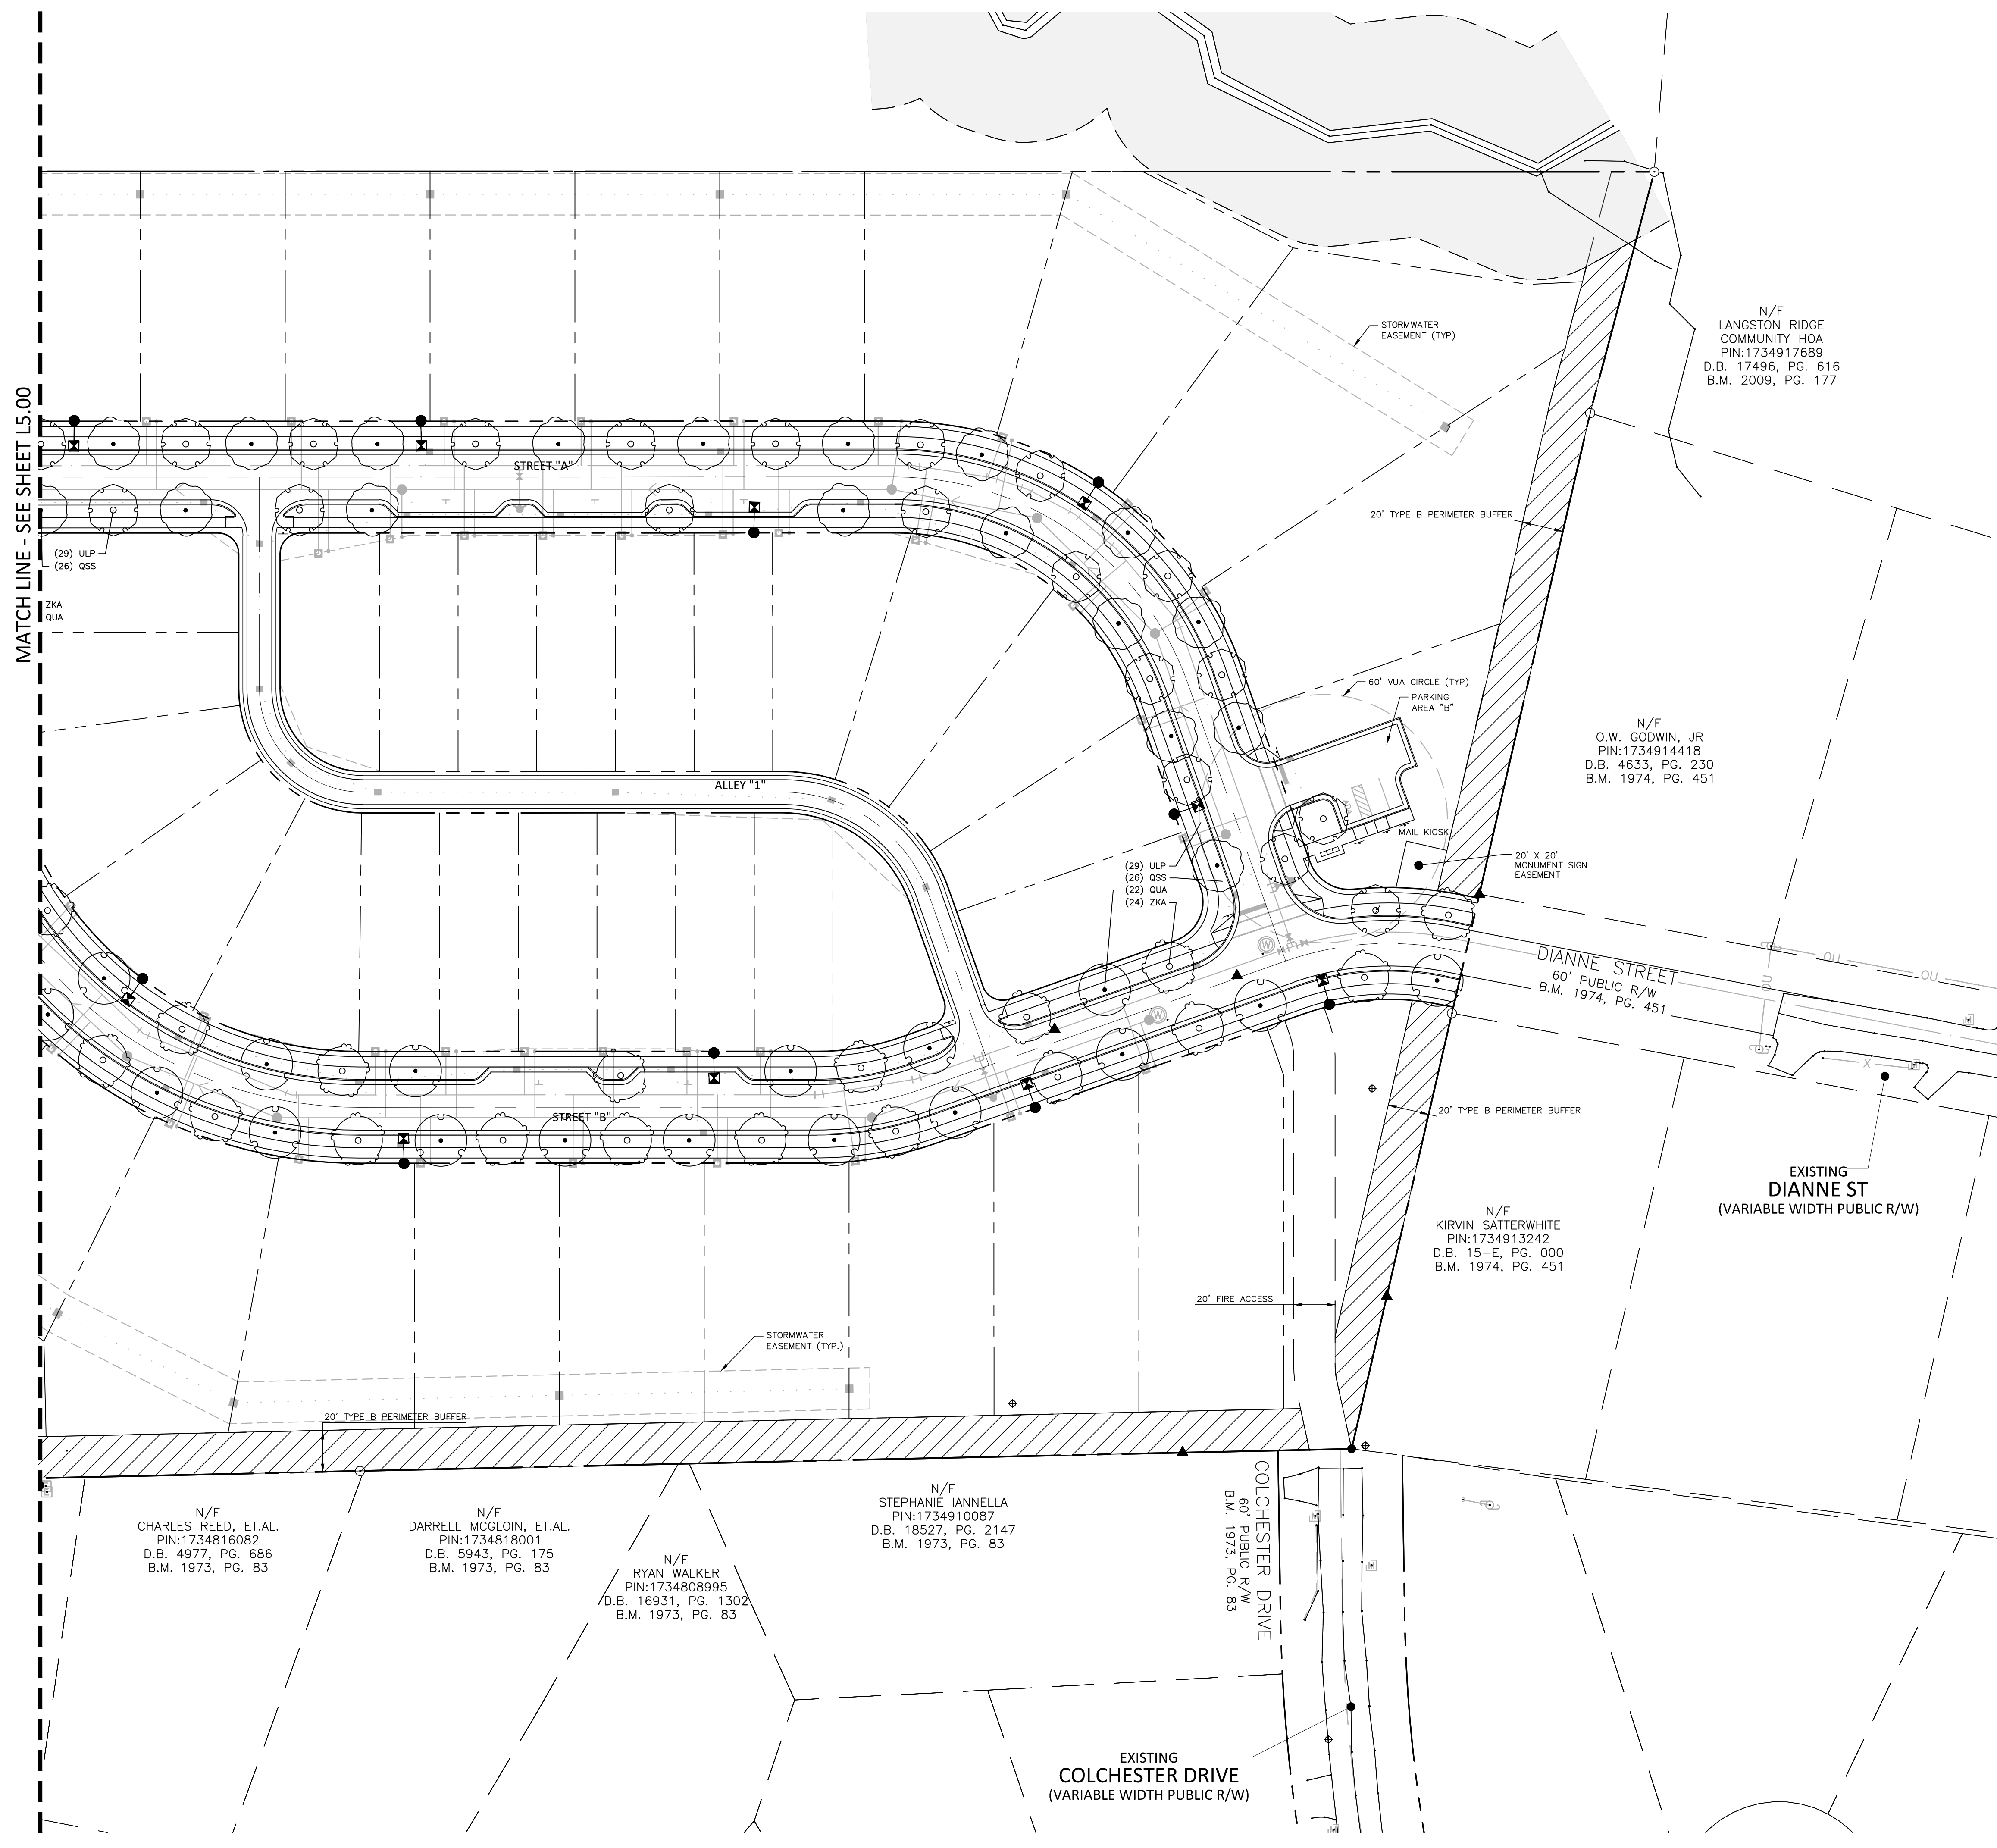 MATCH LINE - SEE SHEET L5.00
N/F
LANGSTON RIDGE
COMMUNITY HOA
PIN:1734917689
D.B. 17496, PG. 616
B.M. 2009, PG. 177
STORMWATER
EASEMENT (TYP)
STREET "A"
20' TYPE B PERIMETER BUFFER
(29) ULP
(26) QSS
ZKA
QUA
60' VUA CIRCLE (TYP)
PARKING
AREA "B"
N/F
O.W. GODWIN, JR
PIN:1734914418
D.B. 4633, PG. 230
B.M. 1974, PG. 451
ALLEY "1"
MAIL KIOSK
20' X 20'
MONUMENT SIGN
EASEMENT
(29) ULP
(26) QSS
(22) QUA
(24) ZKA
W
W
DIANNE STREET
60' PUBLIC R/W
B.M. 1974, PG. 451
OU
OU
OU
X
STREET "B"
20' TYPE B PERIMETER BUFFER
EXISTING
DIANNE ST
(VARIABLE WIDTH PUBLIC R/W)
N/F
KIRVIN SATTERWHITE
PIN:1734913242
D.B. 15-E, PG. 000
B.M. 1974, PG. 451
20' FIRE ACCESS
STORMWATER
EASEMENT (TYP.)
20' TYPE B PERIMETER BUFFER
N/F
CHARLES REED, ET.AL.
PIN:1734816082
D.B. 4977, PG. 686
B.M. 1973, PG. 83
N/F
DARRELL MCGLOIN, ET.AL.
PIN:1734818001
D.B. 5943, PG. 175
B.M. 1973, PG. 83
N/F
RYAN WALKER
PIN:1734808995
D.B. 16931, PG. 1302
B.M. 1973, PG. 83
N/F
STEPHANIE IANNELLA
PIN:1734910087
D.B. 18527, PG. 2147
B.M. 1973, PG. 83
COLCHESTER DRIVE
60' PUBLIC R/W
B.M. 1973, PG. 83
EXISTING
COLCHESTER DRIVE
(VARIABLE WIDTH PUBLIC R/W)